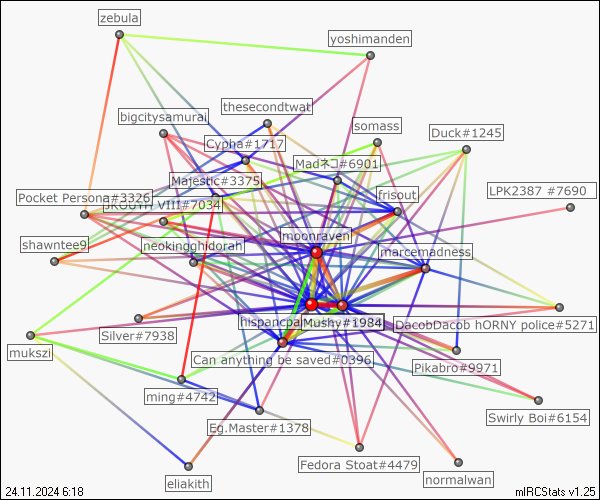 zebula
yoshimanden
thesecondtwat
bigcitysamurai
somass
Duck#1245
Cypha#1717
Madネコ#6901
Majestic#3375
LPK2387 #7690
Pocket Persona#3326
frisout
VIII#7034
moonraven
shawntee9
neokingghidorah
marcemadness
hispancpa
Mushy#1984
DacobDacob hORNY police#5271
Silver#7938
mukszi
Can anything be saved#0396
Pikabro#9971
ming#4742
Swirly Boi#6154
Eg.Master#1378
Fedora Stoat#4479
normalwan
eliakith
24.11.2024 6:18
mIRCStats v1.25